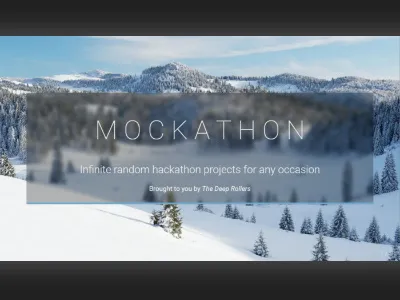 MOCKATHON
Infinite random hackathon projects for any occasion
Brought to you by The Deep Rollers